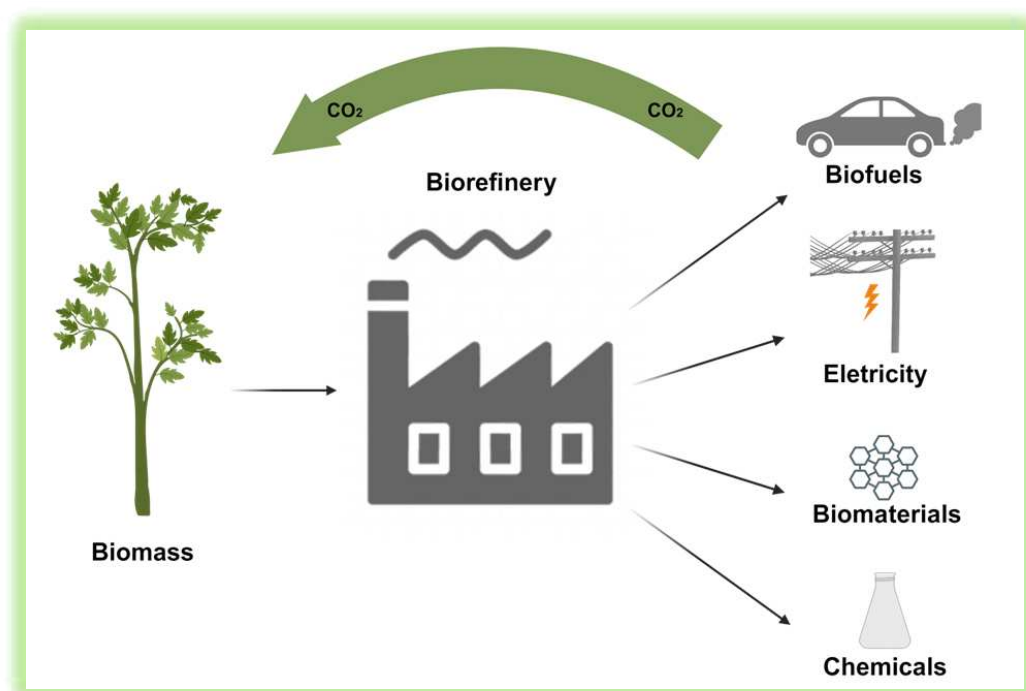 CO₂
CO₂
Biorefinery
Biofuels
Eletricity
Biomaterials
Biomass
Chemicals